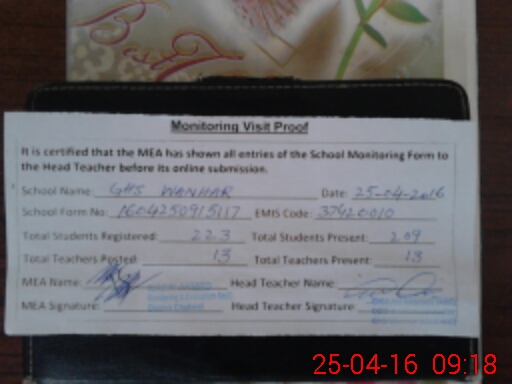 Best
Monitoring Visit Proof
It is certified that the MEA has shown all entries of the School Monitoring Form to
the Head Teacher before its online submission.
School Name: GHS WANHAR Date: 25-04-2016
School Form No: 1604250915117 EMIS Code: 37420010
Total Students Registered: 223 Total Students Present: 209
Total Teachers Posted: 13 Total Teachers Present: 13
MEA Name: Head Teacher Name:
MEA Signature: Head Teacher Signature:
25-04-16 09:18